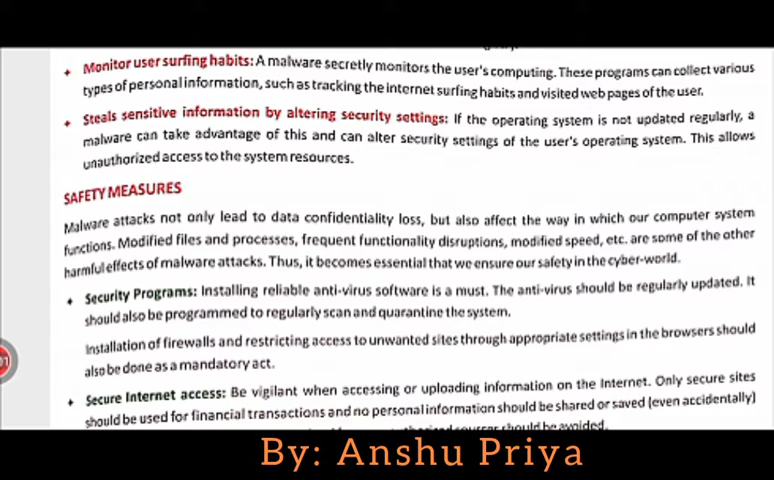 Monitor user surfing habits: A malware secretly monitors the user's computing. These programs can collect various
types of personal information, such as tracking the internet surfing habits and visited web pages of the user.
Steals sensitive information by altering security settings: If the operating system is not updated regularly, a
malware can take advantage of this and can alter security settings of the user's operating system. This allows
unauthorized access to the system resources.
SAFETY MEASURES
Malware attacks not only lead to data confidentiality loss, but also affect the way in which our computer system
functions. Modified files and processes, frequent functionality disruptions, modified speed, etc. are some of the other
harmful effects of malware attacks. Thus, it becomes essential that we ensure our safety in the cyber-world.
Security Programs: Installing reliable anti-virus software is a must. The anti-virus should be regularly updated. It
should also be programmed to regularly scan and quarantine the system.
Installation of firewalls and restricting access to unwanted sites through appropriate settings in the browsers should
also be done as a mandatory act.
Secure Internet access: Be vigilant when accessing or uploading information on the Internet. Only secure sites
should be used for financial transactions and no personal information should be shared or saved (even accidentally)
should be avoided.
By: Anshu Priya